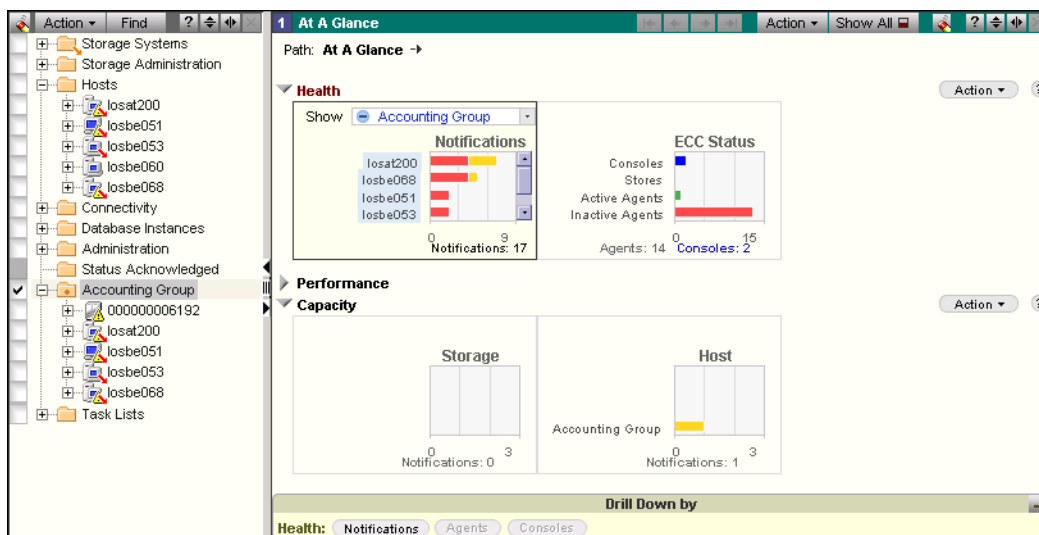 Action Find ?
Storage Systems
Storage Administration
Hosts
losat200
losbe051
losbe053
losbe060
losbe068
Connectivity
Database Instances
Administration
Status Acknowledged
Accounting Group
000000006192
losat200
losbe051
losbe053
losbe068
Task Lists
1 At A Glance Action Show All ?
Path: At A Glance
Health Action ?
Show Accounting Group
Notifications
losat200
losbe068
losbe051
losbe053
0 9
Notifications: 17
ECC Status
Consoles
Stores
Active Agents
Inactive Agents
0 15
Agents: 14 Consoles: 2
Performance
Capacity Action ?
Storage
0 3
Notifications: 0
Host
Accounting Group
0 3
Notifications: 1
Drill Down by
Health: Notifications Agents Consoles